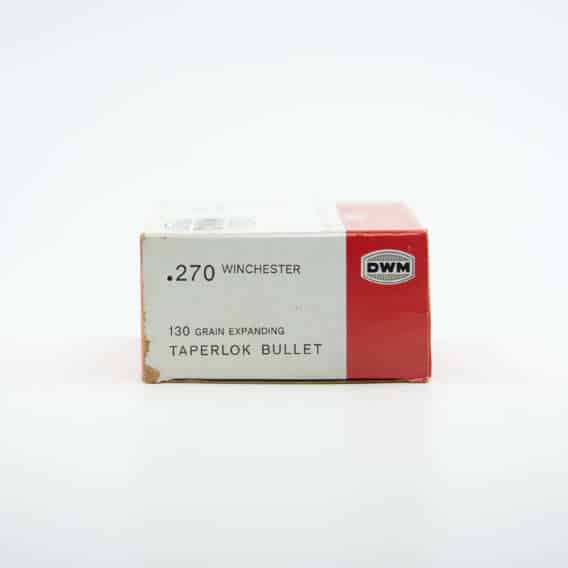 .270 WINCHESTER
DWM
130 GRAIN EXPANDING
TAPERLOK BULLET